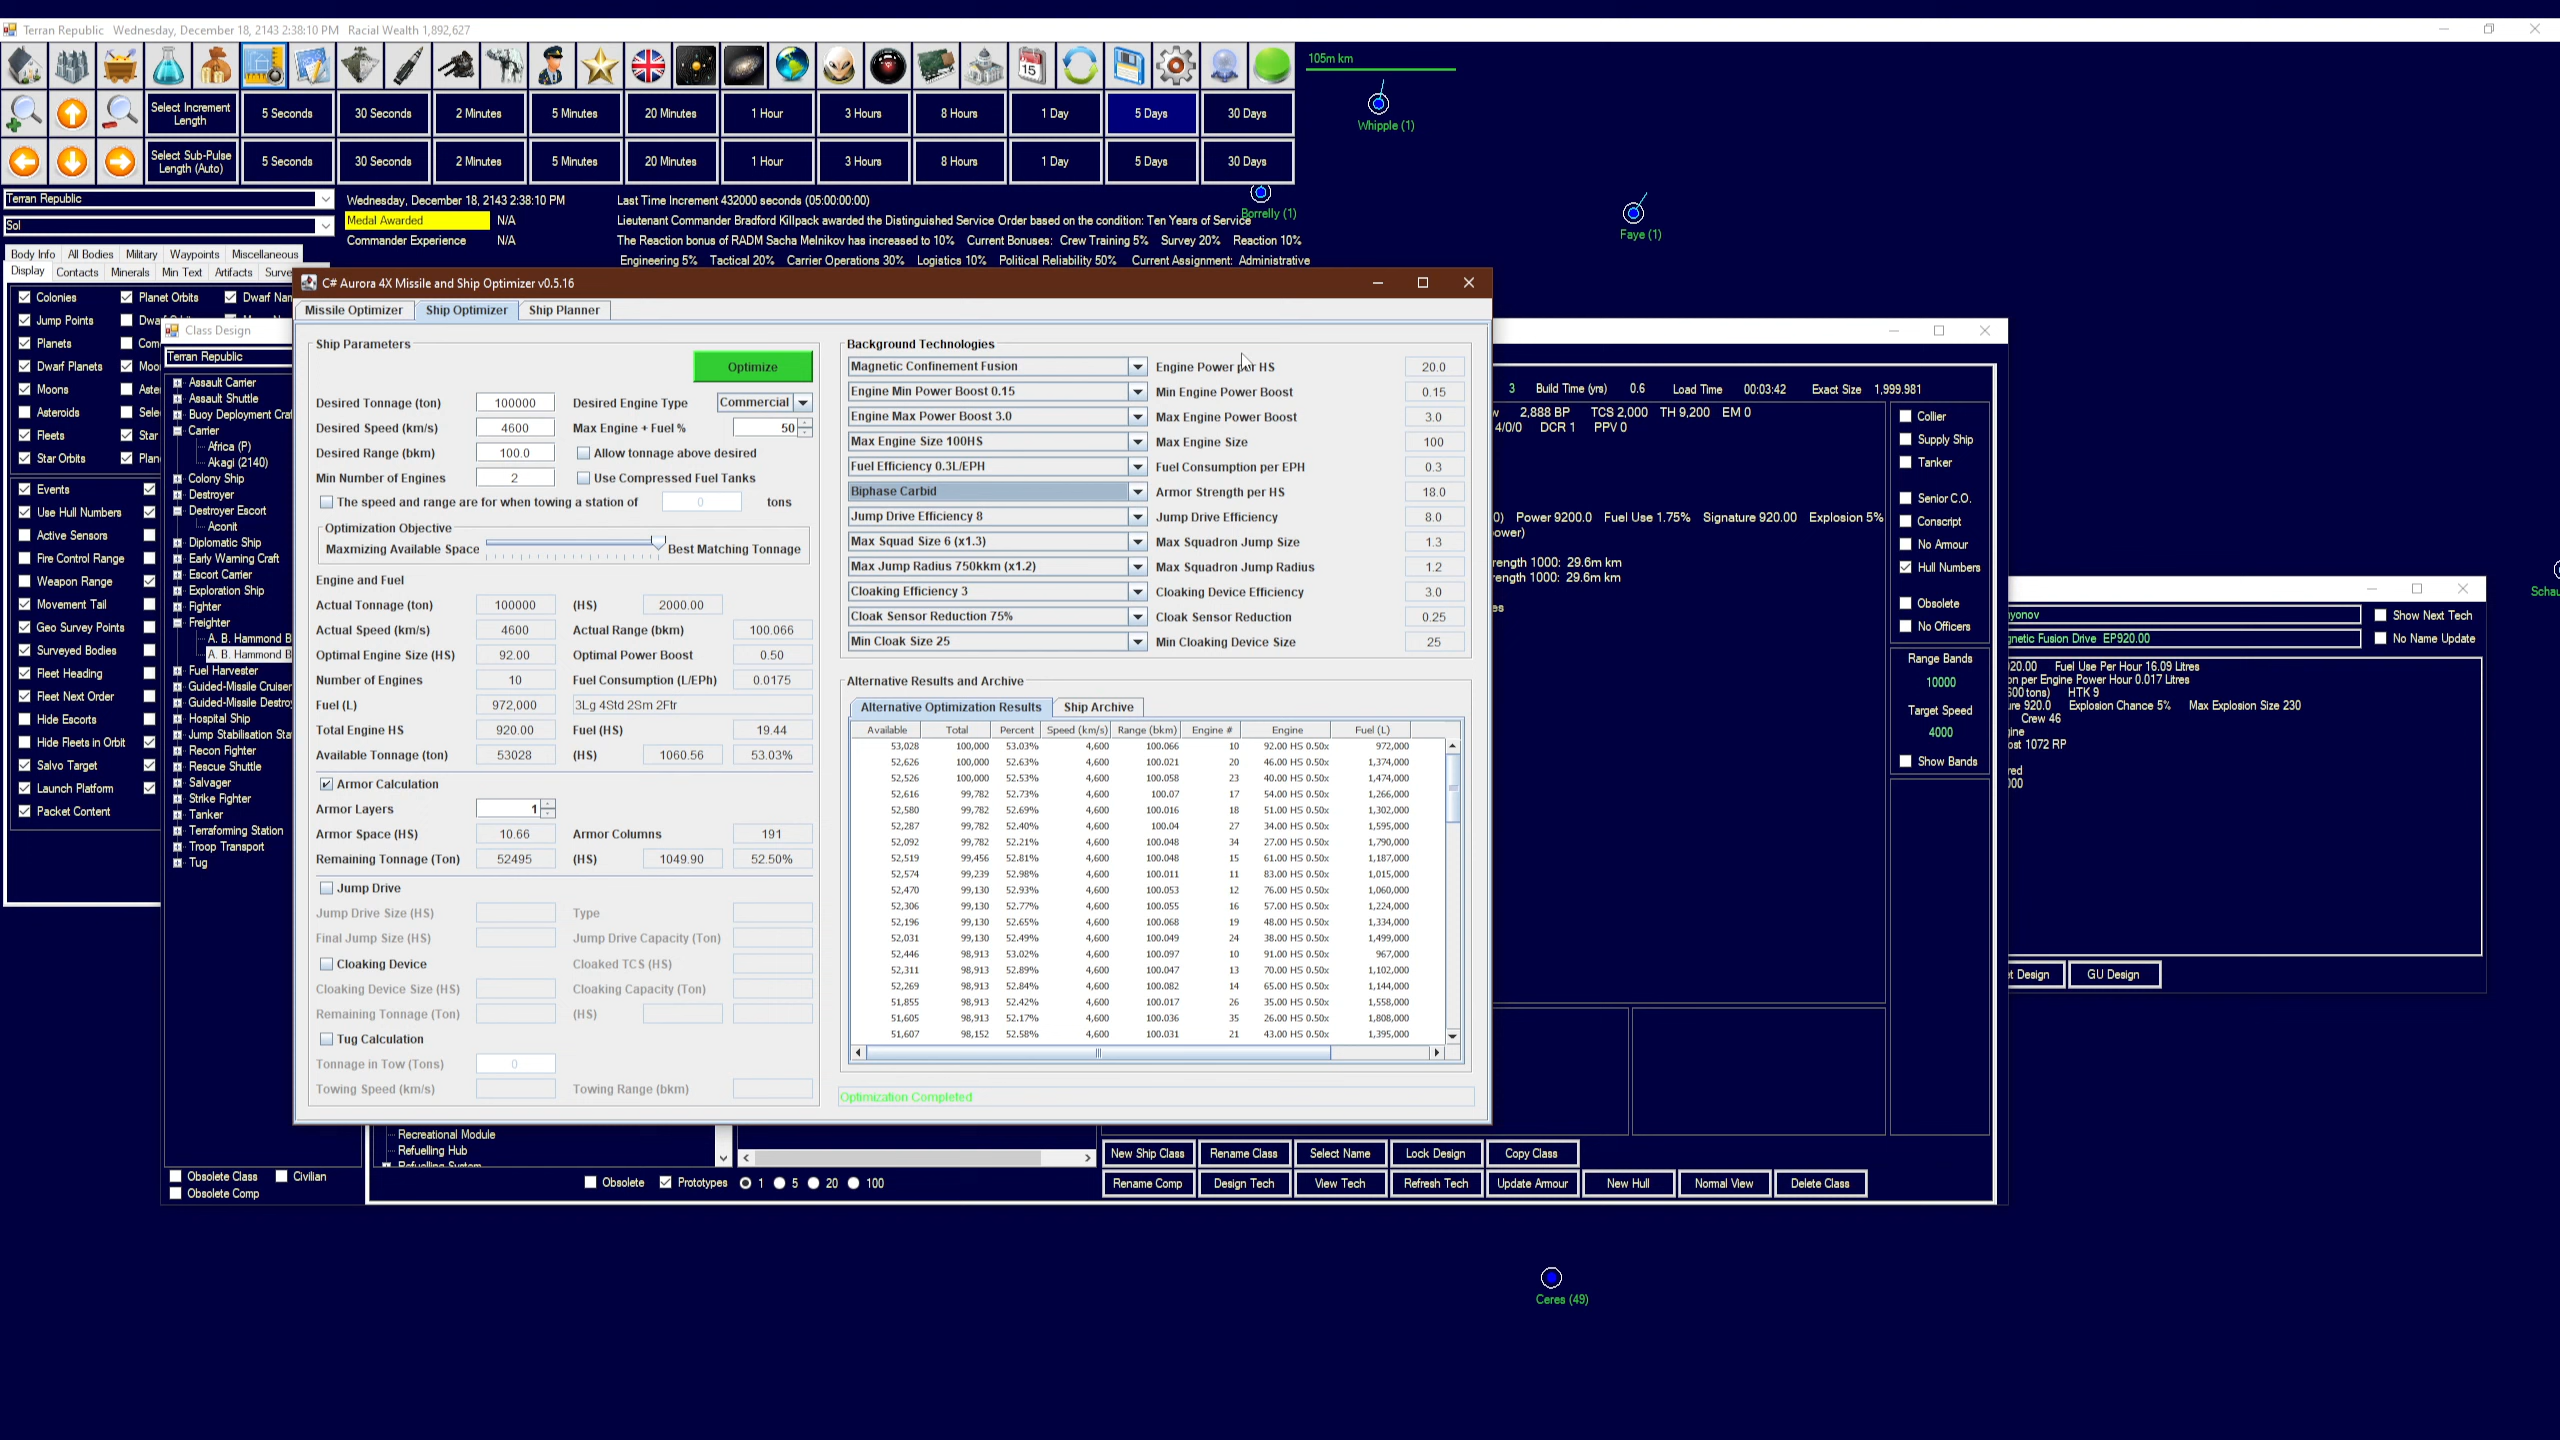 Terran Republic   Wednesday, December 18, 2143 2:38:10 PM   Racial Wealth 1,892,627
15
Select Increment Length
5 Seconds
30 Seconds
2 Minutes
5 Minutes
20 Minutes
1 Hour
3 Hours
8 Hours
1 Day
5 Days
30 Days
Select Sub-Pulse Length (Auto)
5 Seconds
30 Seconds
2 Minutes
5 Minutes
20 Minutes
1 Hour
3 Hours
8 Hours
1 Day
5 Days
30 Days
105m km
Whipple (1)
Borrelly (1)
Faye (1)
Ceres (49)
Terran Republic
Sol
Wednesday, December 18, 2143 2:38:10 PM
Last Time Increment 432000 seconds (05:00:00:00)
Medal Awarded N/A
Lieutenant Commander Bradford Killpack awarded the Distinguished Service Order based on the condition: Ten Years of Service
Commander Experience N/A
The Reaction bonus of RADM Sacha Melnikov has increased to 10%   Current Bonuses:   Crew Training 5%   Survey 20%   Reaction 10%
Engineering 5%   Tactical 20%   Carrier Operations 30%   Logistics 10%   Political Reliability 50%   Current Assignment: Administrative
Body Info All Bodies Military Waypoints Miscellaneous
Display Contacts Minerals Min Text Artifacts
Colonies Planet Orbits
Jump Points
Planets
Dwarf Planets
Moons
Asteroids
Fleets
Star Orbits
Events
Use Hull Numbers
Active Sensors
Fire Control Range
Weapon Range
Movement Tail
Geo Survey Points
Surveyed Bodies
Fleet Heading
Fleet Next Order
Hide Escorts
Hide Fleets in Orbit
Salvo Target
Launch Platform
Packet Content
Class Design
Terran Republic
Assault Carrier
Assault Shuttle
Buoy Deployment
Carrier
Africa (P)
Akagi (2140)
Colony Ship
Destroyer
Destroyer Escort
Aconit
Diplomatic Ship
Early Warning Craft
Escort Carrier
Exploration Ship
Fighter
Freighter
A. B. Hammond B
A. B. Hammond B
Fuel Harvester
Guided-Missile Cruiser
Guided-Missile
Hospital Ship
Jump Stabilisation
Recon Fighter
Rescue Shuttle
Salvager
Strike Fighter
Tanker
Terraforming Station
Troop Transport
Tug
Obsolete Class Civilian
Obsolete Comp
C# Aurora 4X Missile and Ship Optimizer v0.5.16
Missile Optimizer Ship Optimizer Ship Planner
Ship Parameters
Optimize
Desired Tonnage (ton) 100000 Desired Engine Type Commercial
Desired Speed (km/s) 4600 Max Engine + Fuel % 50
Desired Range (bkm) 100.0 Allow tonnage above desired
Min Number of Engines 2 Use Compressed Fuel Tanks
The speed and range are for when towing a station of 0 tons
Optimization Objective
Maximizing Available Space Best Matching Tonnage
Engine and Fuel
Actual Tonnage (ton) 100000 (HS) 2000.00
Actual Speed (km/s) 4600 Actual Range (bkm) 100.066
Optimal Engine Size (HS) 92.00 Optimal Power Boost 0.50
Number of Engines 10 Fuel Consumption (L/EPh) 0.0175
Fuel (L) 972,000 3Lg 4Std 2Sm 2Ftr
Total Engine HS 920.00 Fuel (HS) 19.44
Available Tonnage (ton) 53028 (HS) 1060.56 53.03%
Armor Calculation
Armor Layers 1
Armor Space (HS) 10.66 Armor Columns 191
Remaining Tonnage (Ton) 52495 (HS) 1049.90 52.50%
Jump Drive
Jump Drive Size (HS) Type
Final Jump Size (HS) Jump Drive Capacity (Ton)
Cloaking Device Cloaked TCS (HS)
Cloaking Device Size (HS) Cloaking Capacity (Ton)
Remaining Tonnage (Ton) (HS)
Tug Calculation
Tonnage in Tow (Tons) 0
Towing Speed (km/s) Towing Range (bkm)
Background Technologies
Magnetic Confinement Fusion Engine Power per HS 20.0
Engine Min Power Boost 0.15 Min Engine Power Boost 0.15
Engine Max Power Boost 3.0 Max Engine Power Boost 3.0
Max Engine Size 100HS Max Engine Size 100
Fuel Efficiency 0.3L/EPH Fuel Consumption per EPH 0.3
Biphase Carbid Armor Strength per HS 18.0
Jump Drive Efficiency 8 Jump Drive Efficiency 8.0
Max Squad Size 6 (x1.3) Max Squadron Jump Size 1.3
Max Jump Radius 750kkm (x1.2) Max Squadron Jump Radius 1.2
Cloaking Efficiency 3 Cloaking Device Efficiency 3.0
Cloak Sensor Reduction 75% Cloak Sensor Reduction 0.25
Min Cloak Size 25 Min Cloaking Device Size 25
Alternative Results and Archive
Alternative Optimization Results Ship Archive
Available Total Percent Speed (km/s) Range (bkm) Engine # Engine Fuel (L)
53,028 100,000 53.03% 4,600 100.066 10 92.00 HS 0.50x 972,000
52,626 100,000 52.63% 4,600 100.021 20 46.00 HS 0.50x 1,374,000
52,526 100,000 52.53% 4,600 100.058 23 40.00 HS 0.50x 1,474,000
52,616 99,782 52.73% 4,600 100.07 17 54.00 HS 0.50x 1,266,000
52,580 99,782 52.69% 4,600 100.016 18 51.00 HS 0.50x 1,302,000
52,287 99,782 52.40% 4,600 100.04 27 34.00 HS 0.50x 1,595,000
52,092 99,782 52.21% 4,600 100.048 34 27.00 HS 0.50x 1,790,000
52,519 99,456 52.81% 4,600 100.048 15 61.00 HS 0.50x 1,187,000
52,574 99,239 52.98% 4,600 100.011 11 83.00 HS 0.50x 1,015,000
52,470 99,130 52.93% 4,600 100.053 12 76.00 HS 0.50x 1,060,000
52,306 99,130 52.77% 4,600 100.055 16 57.00 HS 0.50x 1,224,000
52,196 99,130 52.65% 4,600 100.068 19 48.00 HS 0.50x 1,334,000
52,031 99,130 52.49% 4,600 100.049 24 38.00 HS 0.50x 1,499,000
52,446 98,913 53.02% 4,600 100.097 10 91.00 HS 0.50x 967,000
52,311 98,913 52.89% 4,600 100.047 13 70.00 HS 0.50x 1,102,000
52,269 98,913 52.84% 4,600 100.082 14 65.00 HS 0.50x 1,144,000
51,855 98,913 52.42% 4,600 100.017 26 35.00 HS 0.50x 1,558,000
51,605 98,913 52.17% 4,600 100.036 35 26.00 HS 0.50x 1,808,000
51,607 98,152 52.58% 4,600 100.031 21 43.00 HS 0.50x 1,395,000
Optimization Completed
3 Build Time (yrs) 0.6 Load Time 00:03:42 Exact Size 1,999.981
2,888 BP TCS 2,000 TH 9,200 EM 0
4/0/0 DCR 1 PPV 0
Power 9200.0 Fuel Use 1.75% Signature 920.00 Explosion 5%
1000: 29.6m km
1000: 29.6m km
Collier
Supply Ship
Tanker
Senior C.O.
Conscript
No Armour
Hull Numbers
Obsolete
No Officers
Range Bands
10000
Target Speed
4000
Show Bands
Show Next Tech
Fusion Drive EP920.00
No Name Update
Fuel Use Per Hour 16.09 Litres
per Engine Power Hour 0.017 Litres
HTK 9
920.0 Explosion Chance 5% Max Explosion Size 230
Crew 46
1072 RP
Design
GU Design
Recreational Module
Refuelling Hub
Refuelling System
Obsolete Prototypes 1 5 20 100
New Ship Class Rename Class Select Name Lock Design Copy Class
Rename Comp Design Tech View Tech Refresh Tech Update Armour New Hull Normal View Delete Class